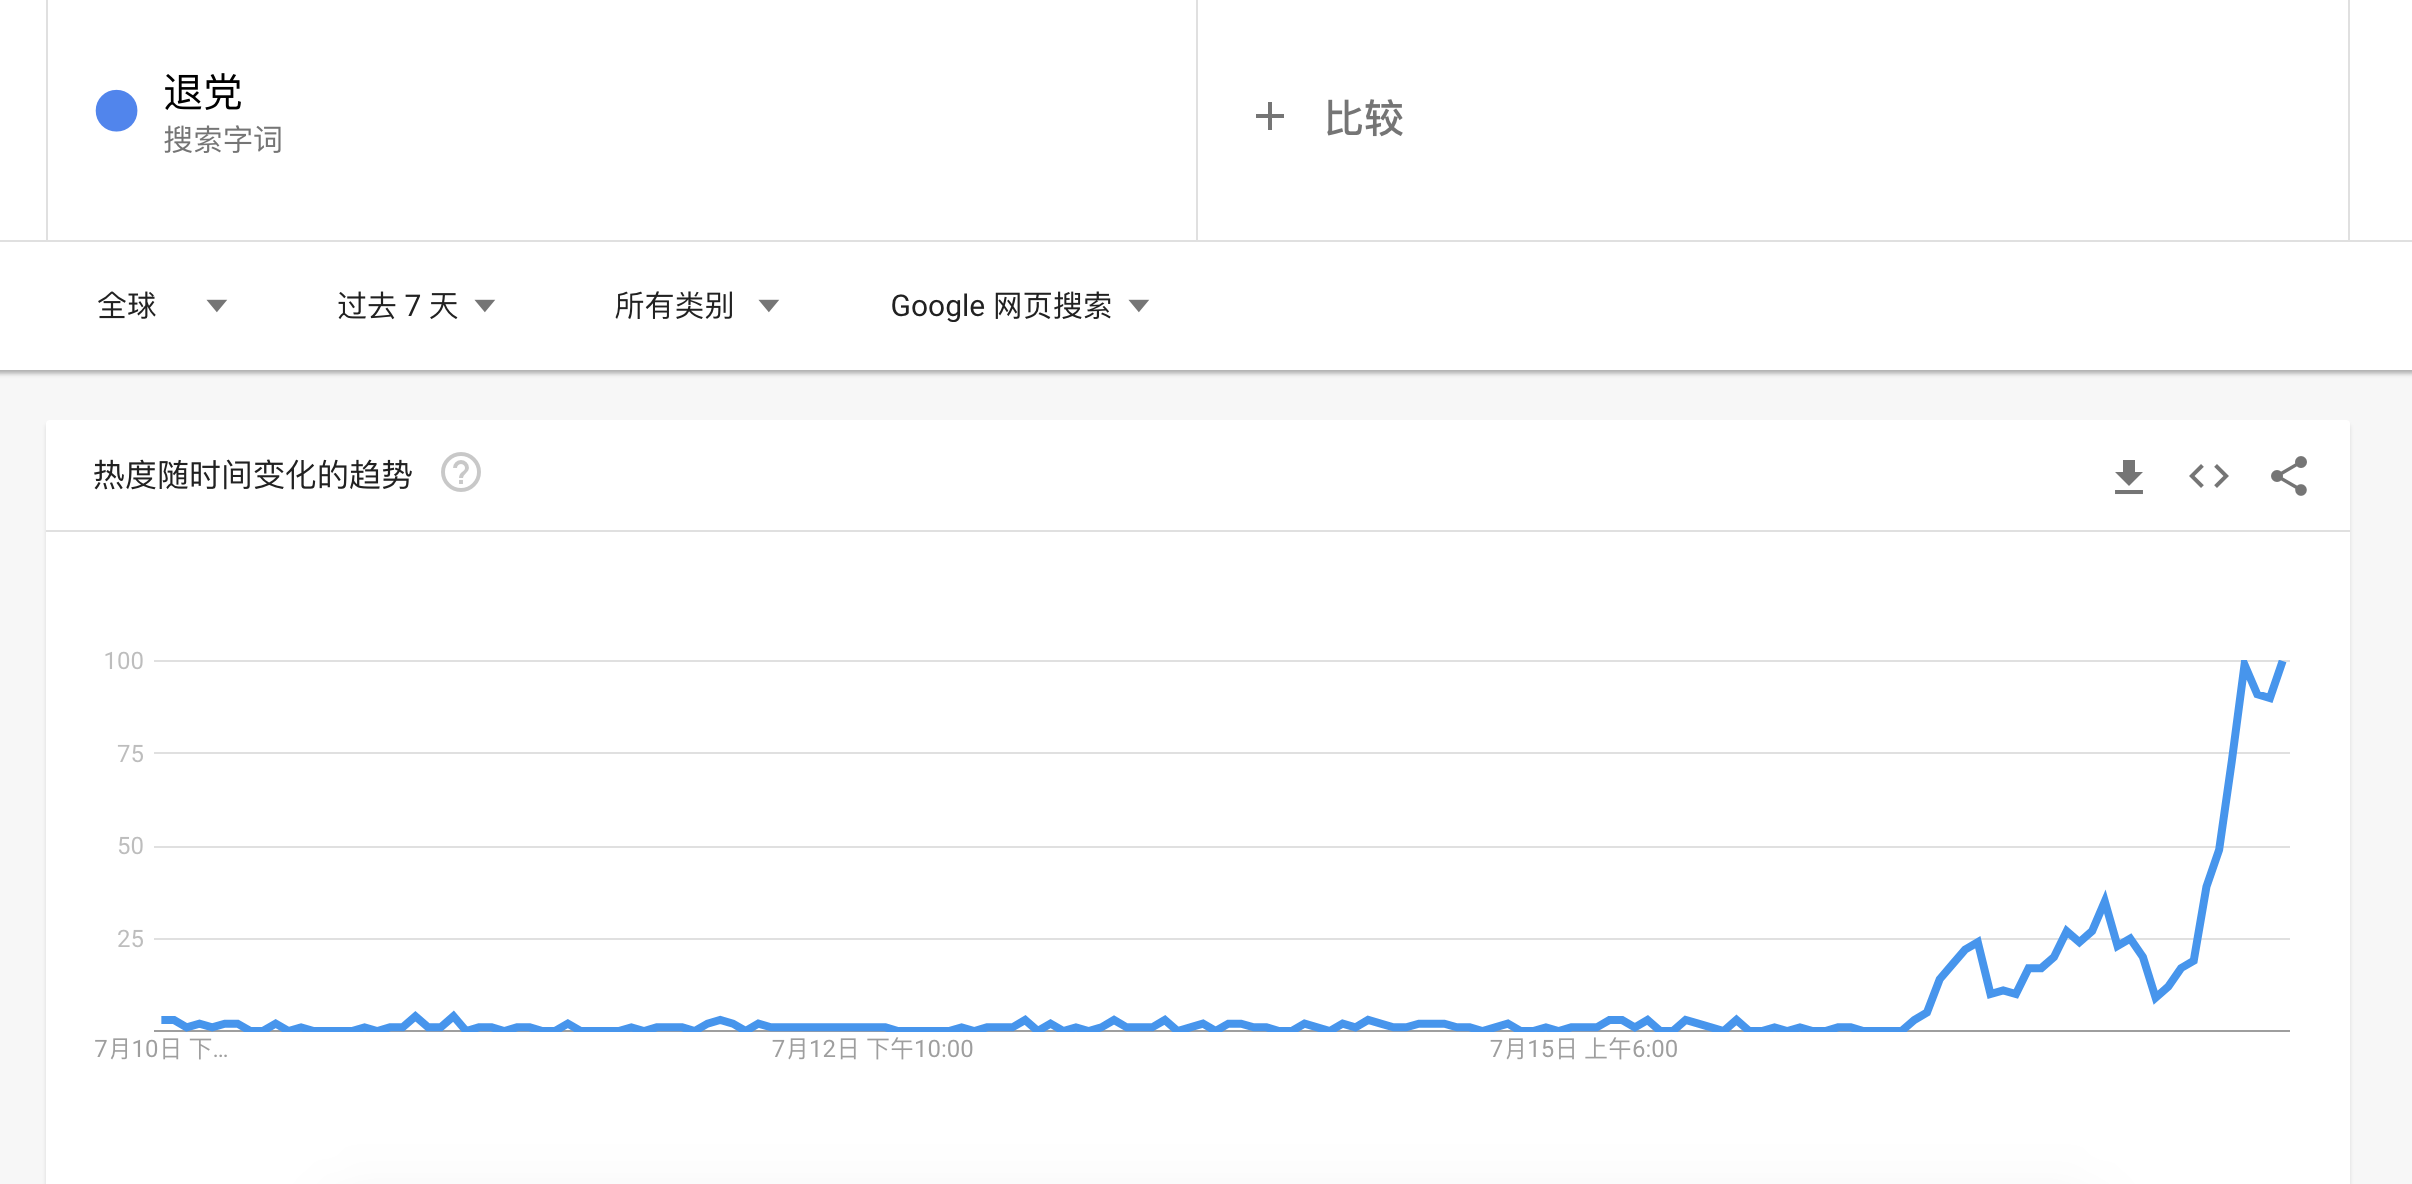 退党
搜索字词
比较
全球
过去 7 天
所有类别
Google 网页搜索
热度随时间变化的趋势
100
75
50
25
7月10日 下...
7月12日 下午10:00
7月15日 上午6:00